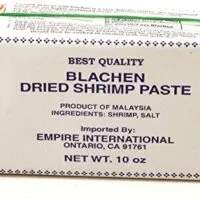 BEST QUALITY
BLACHEN
DRIED SHRIMP PASTE
PRODUCT OF MALAYSIA
INGREDIENTS: SHRIMP, SALT
Imported By:
EMPIRE INTERNATIONAL
ONTARIO, CA 91761
NET WT. 10 oz